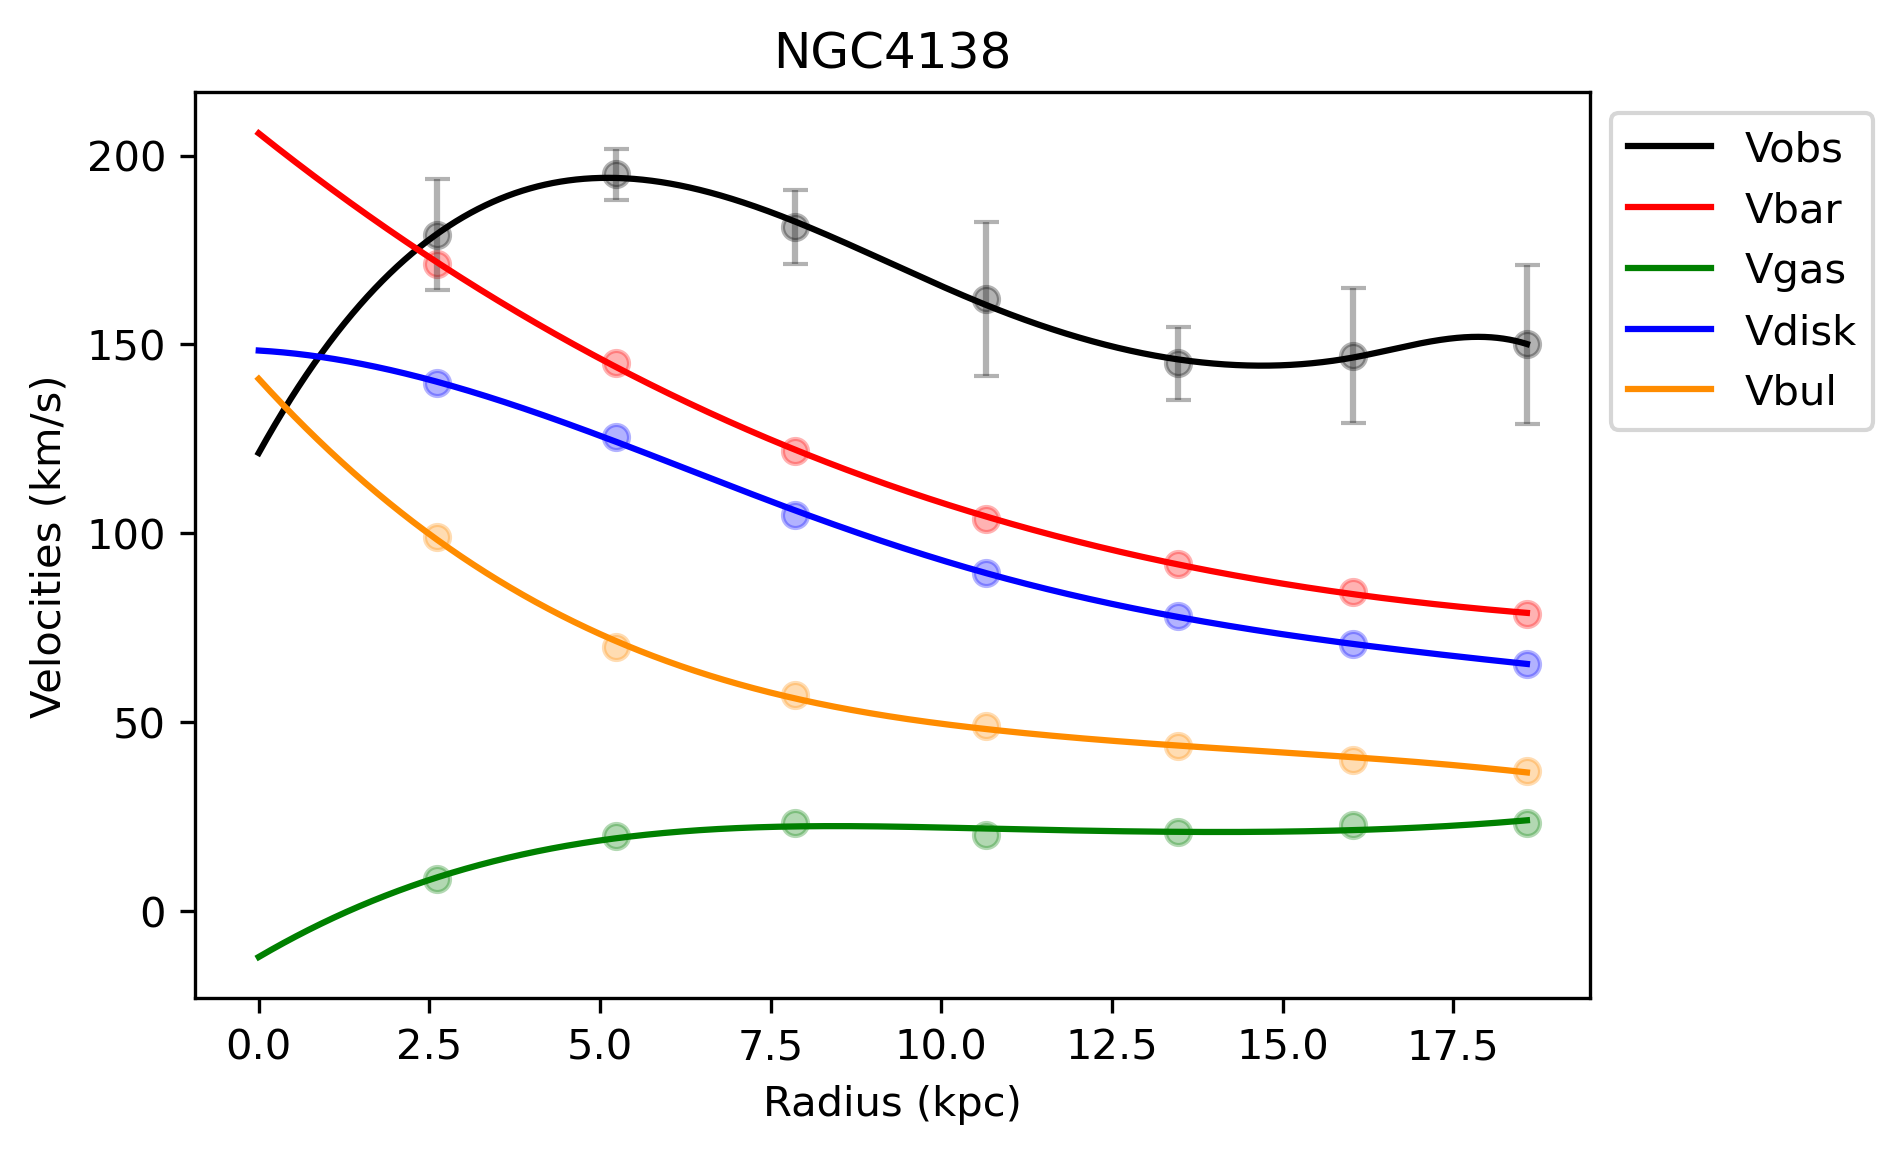 NGC4138
Velocities (km/s)
200
150
100
50
0
0.0 2.5 5.0 7.5 10.0 12.5 15.0 17.5
Radius (kpc)
Vobs
Vbar
Vgas
Vdisk
Vbul